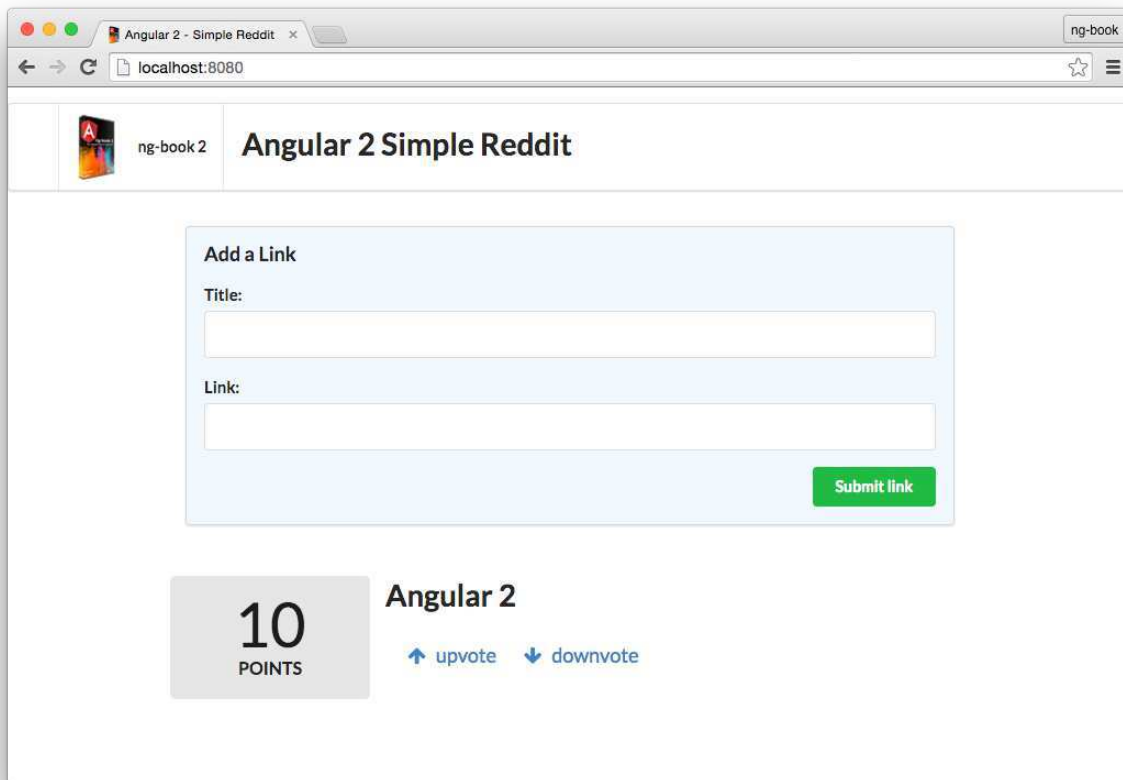 Angular 2 - Simple Reddit
ng-book
localhost:8080
ng-book 2
Angular 2 Simple Reddit
Add a Link
Title:
Link:
Submit link
10
POINTS
Angular 2
upvote downvote